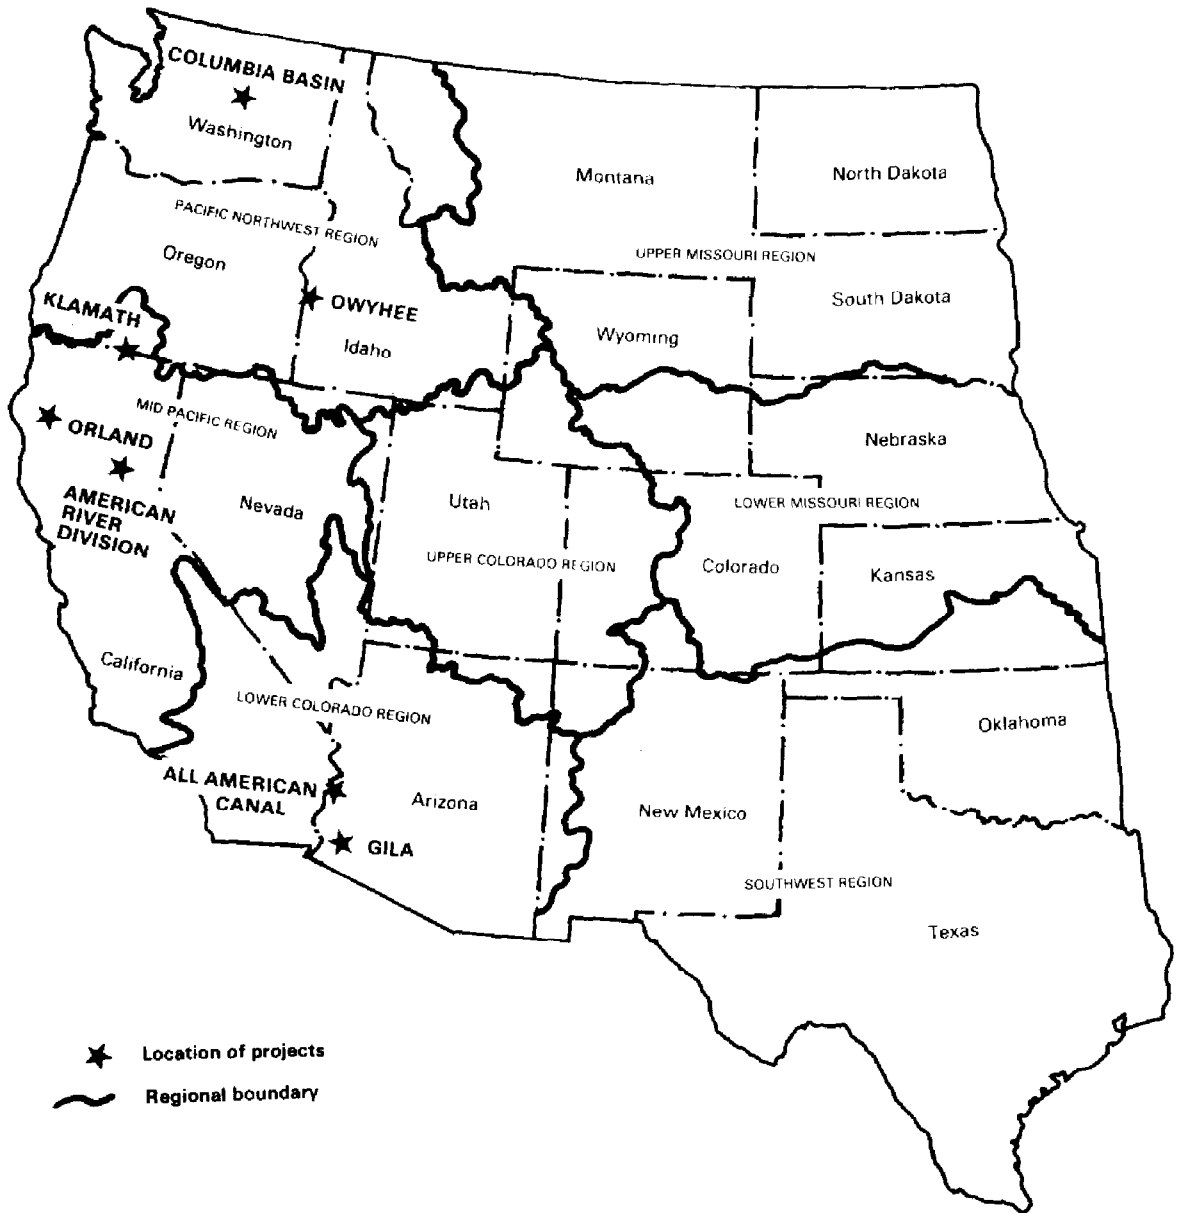 COLUMBIA BASIN
Washington
Montana
North Dakota
PACIFIC NORTHWEST REGION
UPPER MISSOURI REGION
Oregon
KLAMATH
OWYHEE
South Dakota
Idaho
Wyoming
MID PACIFIC REGION
ORLAND
Nebraska
AMERICAN
RIVER
DIVISION
Nevada
Utah
LOWER MISSOURI REGION
UPPER COLORADO REGION
Colorado
Kansas
California
LOWER COLORADO REGION
Oklahoma
ALL AMERICAN
CANAL
Arizona
New Mexico
GILA
SOUTHWEST REGION
Texas
Location of projects
Regional boundary